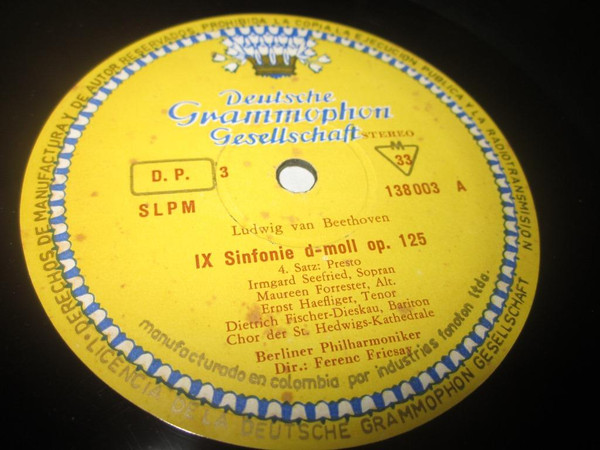 DERECHOS DE MANUFACTURA Y DE AUTOR RESERVADOS. PROHIBIDA LA COPIA LA EJECUCION PUBLICA Y LA RADIOTRANSMISION
Deutsche
Grammophon
Gesellschaft
STEREO
D. P. 3
M
33
SLPM
138003 A
Ludwig van Beethoven
IX Sinfonie d-moll op. 125
4. Satz: Presto
Irmgard Seefried, Sopran
Maureen Forrester, Alt.
Ernst Haefliger, Tenor
Dietrich Fischer-Dieskau, Bariton
Chor der St. Hedwigs-Kathedrale
Berliner Philharmoniker
Dir.: Ferenc Fricsay
manufacturado en colombia por industrias fonoton ltda.
LICENCIA DE LA DEUTSCHE GRAMMOPHON GESELLSCHAFT